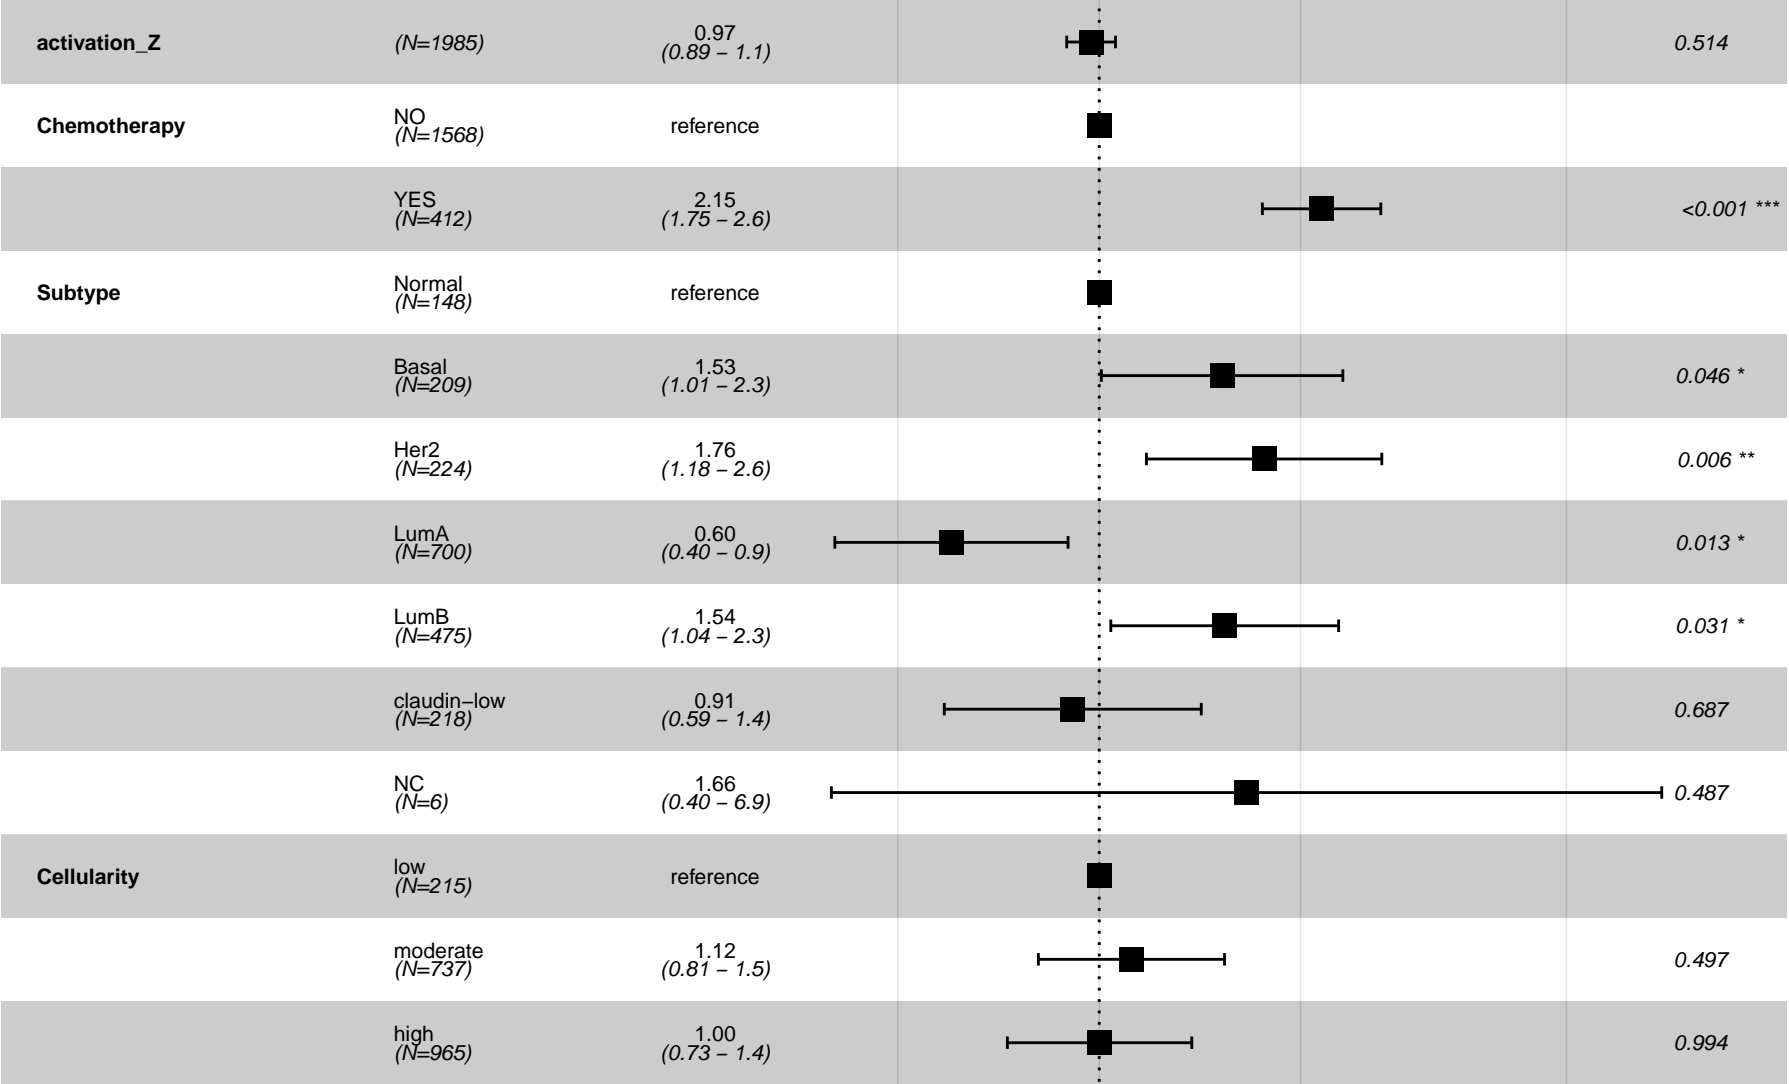 activation_Z (N=1985) 0.97 0.514
(0.89 – 1.1)
Chemotherapy NO reference
(N=1568)
YES 2.15 <0.001 ***
(N=412) (1.75 – 2.6)
Subtype Normal reference
(N=148)
Basal 1.53 0.046 *
(N=209) (1.01 – 2.3)
Her2 1.76 0.006 **
(N=224) (1.18 – 2.6)
LumA 0.60 0.013 *
(N=700) (0.40 – 0.9)
LumB 1.54 0.031 *
(N=475) (1.04 – 2.3)
claudin–low 0.91 0.687
(N=218) (0.59 – 1.4)
NC 1.66 0.487
(N=6) (0.40 – 6.9)
Cellularity low reference
(N=215)
moderate 1.12 0.497
(N=737) (0.81 – 1.5)
high 1.00 0.994
(N=965) (0.73 – 1.4)